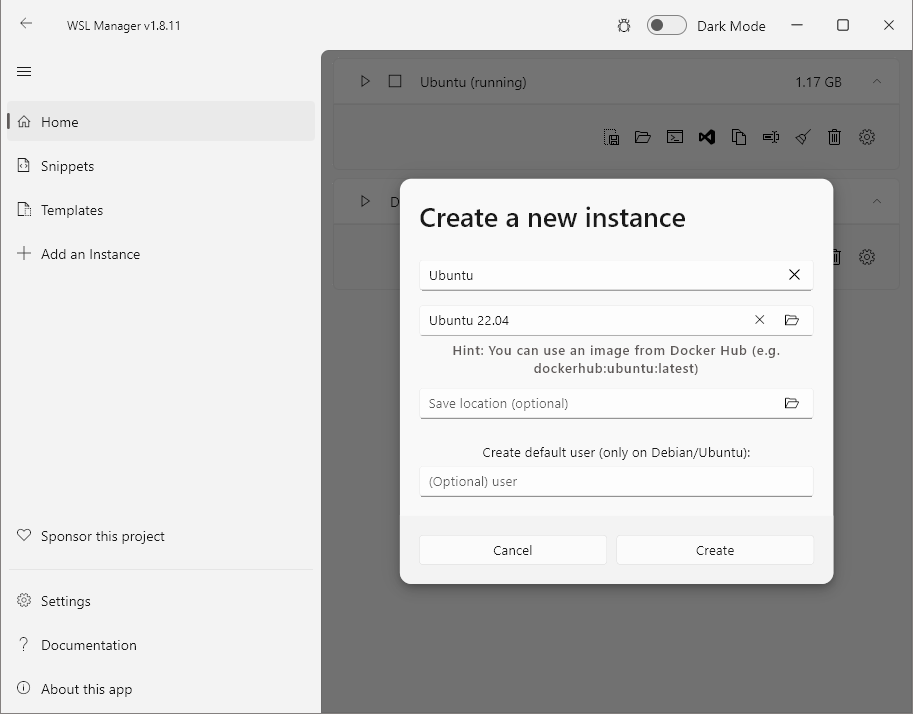 WSL Manager v1.8.11
Dark Mode
Home
Snippets
Templates
Add an Instance
Sponsor this project
Settings
Documentation
About this app
Ubuntu (running)
1.17 GB
Create a new instance
Ubuntu
Ubuntu 22.04
Hint: You can use an image from Docker Hub (e.g.
dockerhub:ubuntu:latest)
Save location (optional)
Create default user (only on Debian/Ubuntu):
(Optional) user
Cancel
Create